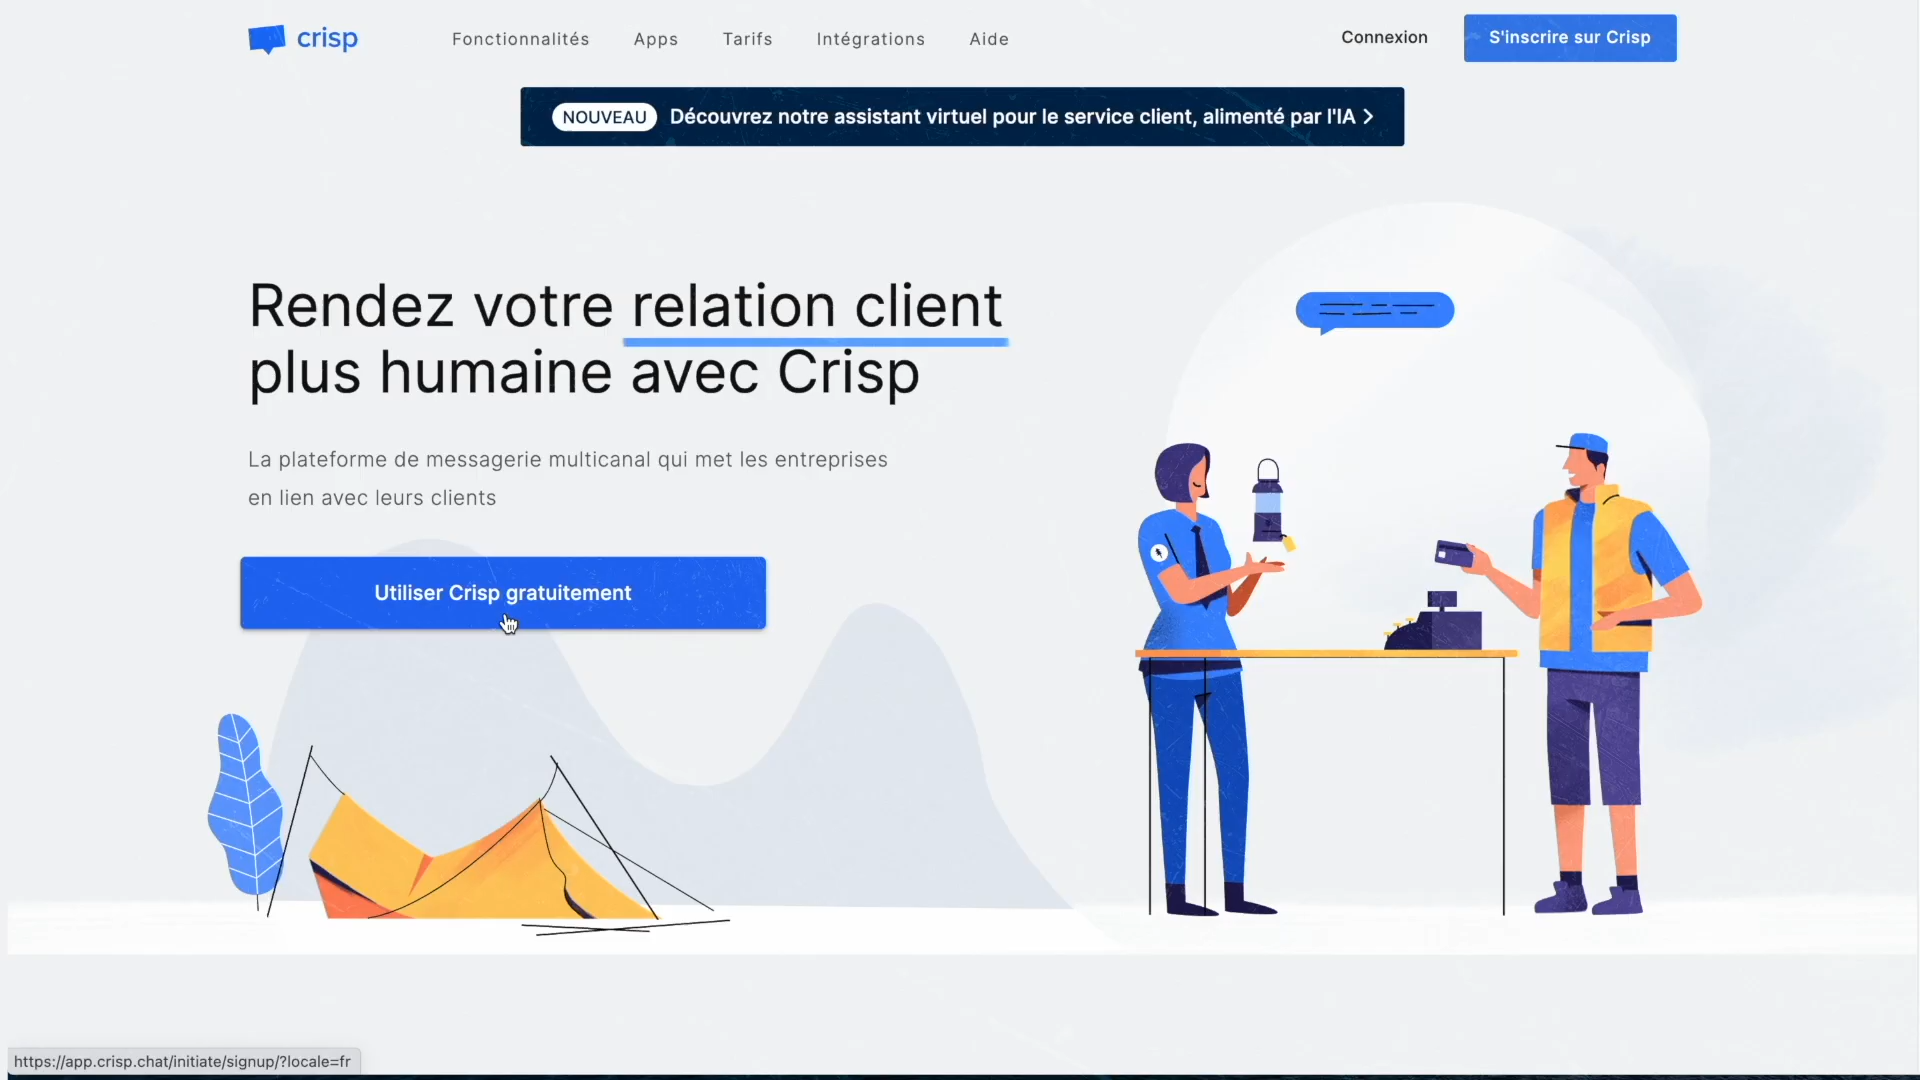 crisp
Fonctionnalités
Apps
Tarifs
Intégrations
Aide
Connexion
S'inscrire sur Crisp
NOUVEAU Découvrez notre assistant virtuel pour le service client, alimenté par l'IA
Rendez votre relation client
plus humaine avec Crisp
La plateforme de messagerie multicanal qui met les entreprises
en lien avec leurs clients
Utiliser Crisp gratuitement
https://app.crisp.chat/initiate/signup/?locale=fr